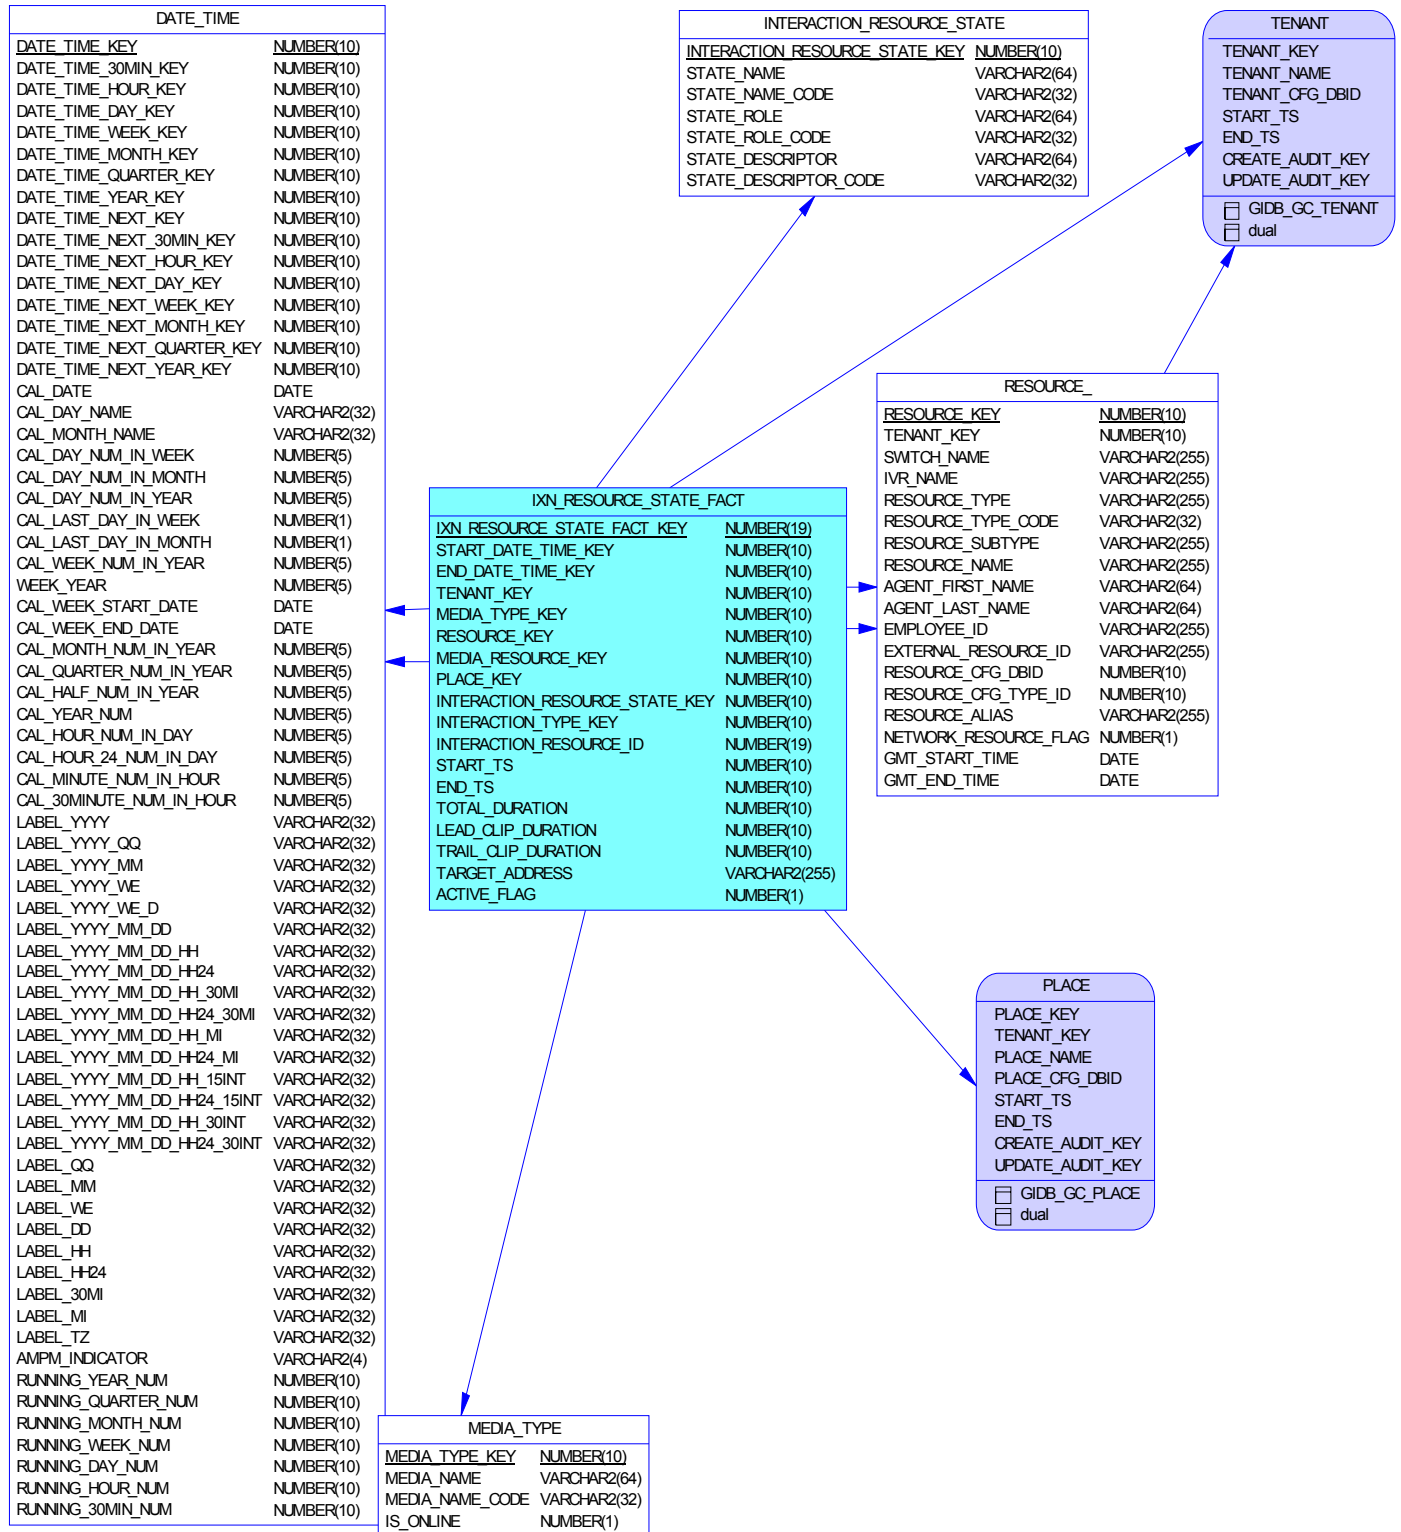 DATE_TIME
DATE_TIME_KEY NUMBER(10)
DATE_TIME_30MIN_KEY NUMBER(10)
DATE_TIME_HOUR_KEY NUMBER(10)
DATE_TIME_DAY_KEY NUMBER(10)
DATE_TIME_WEEK_KEY NUMBER(10)
DATE_TIME_MONTH_KEY NUMBER(10)
DATE_TIME_QUARTER_KEY NUMBER(10)
DATE_TIME_YEAR_KEY NUMBER(10)
DATE_TIME_NEXT_KEY NUMBER(10)
DATE_TIME_NEXT_30MIN_KEY NUMBER(10)
DATE_TIME_NEXT_HOUR_KEY NUMBER(10)
DATE_TIME_NEXT_DAY_KEY NUMBER(10)
DATE_TIME_NEXT_WEEK_KEY NUMBER(10)
DATE_TIME_NEXT_MONTH_KEY NUMBER(10)
DATE_TIME_NEXT_QUARTER_KEY NUMBER(10)
DATE_TIME_NEXT_YEAR_KEY NUMBER(10)
CAL_DATE DATE
CAL_DAY_NAME VARCHAR2(32)
CAL_MONTH_NAME VARCHAR2(32)
CAL_DAY_NUM_IN_WEEK NUMBER(5)
CAL_DAY_NUM_IN_MONTH NUMBER(5)
CAL_DAY_NUM_IN_YEAR NUMBER(5)
CAL_LAST_DAY_IN_WEEK NUMBER(1)
CAL_LAST_DAY_IN_MONTH NUMBER(1)
CAL_WEEK_NUM_IN_YEAR NUMBER(5)
WEEK_YEAR NUMBER(5)
CAL_WEEK_START_DATE DATE
CAL_WEEK_END_DATE DATE
CAL_MONTH_NUM_IN_YEAR NUMBER(5)
CAL_QUARTER_NUM_IN_YEAR NUMBER(5)
CAL_HALF_NUM_IN_YEAR NUMBER(5)
CAL_YEAR_NUM NUMBER(5)
CAL_HOUR_NUM_IN_DAY NUMBER(5)
CAL_HOUR_24_NUM_IN_DAY NUMBER(5)
CAL_MINUTE_NUM_IN_HOUR NUMBER(5)
CAL_30MINUTE_NUM_IN_HOUR NUMBER(5)
LABEL_YYYY VARCHAR2(32)
LABEL_YYYY_QQ VARCHAR2(32)
LABEL_YYYY_MM VARCHAR2(32)
LABEL_YYYY_WE VARCHAR2(32)
LABEL_YYYY_WE_D VARCHAR2(32)
LABEL_YYYY_MM_DD VARCHAR2(32)
LABEL_YYYY_MM_DD_HH VARCHAR2(32)
LABEL_YYYY_MM_DD_HH24 VARCHAR2(32)
LABEL_YYYY_MM_DD_HH_30MI VARCHAR2(32)
LABEL_YYYY_MM_DD_HH24_30MI VARCHAR2(32)
LABEL_YYYY_MM_DD_HH_MI VARCHAR2(32)
LABEL_YYYY_MM_DD_HH24_MI VARCHAR2(32)
LABEL_YYYY_MM_DD_HH_15INT VARCHAR2(32)
LABEL_YYYY_MM_DD_HH24_15INT VARCHAR2(32)
LABEL_YYYY_MM_DD_HH_30INT VARCHAR2(32)
LABEL_YYYY_MM_DD_HH24_30INT VARCHAR2(32)
LABEL_QQ VARCHAR2(32)
LABEL_MM VARCHAR2(32)
LABEL_WE VARCHAR2(32)
LABEL_DD VARCHAR2(32)
LABEL_HH VARCHAR2(32)
LABEL_HH24 VARCHAR2(32)
LABEL_30MI VARCHAR2(32)
LABEL_MI VARCHAR2(32)
LABEL_TZ VARCHAR2(32)
AMPM_INDICATOR VARCHAR2(4)
RUNNING_YEAR_NUM NUMBER(10)
RUNNING_QUARTER_NUM NUMBER(10)
RUNNING_MONTH_NUM NUMBER(10)
RUNNING_WEEK_NUM NUMBER(10)
RUNNING_DAY_NUM NUMBER(10)
RUNNING_HOUR_NUM NUMBER(10)
RUNNING_30MIN_NUM NUMBER(10)
INTERACTION_RESOURCE_STATE
INTERACTION_RESOURCE_STATE_KEY NUMBER(10)
STATE_NAME VARCHAR2(64)
STATE_NAME_CODE VARCHAR2(32)
STATE_ROLE VARCHAR2(64)
STATE_ROLE_CODE VARCHAR2(32)
STATE_DESCRIPTOR VARCHAR2(64)
STATE_DESCRIPTOR_CODE VARCHAR2(32)
TENANT
TENANT_KEY
TENANT_NAME
TENANT_CFG_DBID
START_TS
END_TS
CREATE_AUDIT_KEY
UPDATE_AUDIT_KEY
GIDB_GC_TENANT
dual
RESOURCE_
RESOURCE_KEY NUMBER(10)
TENANT_KEY NUMBER(10)
SWITCH_NAME VARCHAR2(255)
IVR_NAME VARCHAR2(255)
RESOURCE_TYPE VARCHAR2(255)
RESOURCE_TYPE_CODE VARCHAR2(32)
RESOURCE_SUBTYPE VARCHAR2(255)
RESOURCE_NAME VARCHAR2(255)
AGENT_FIRST_NAME VARCHAR2(64)
AGENT_LAST_NAME VARCHAR2(64)
EMPLOYEE_ID VARCHAR2(255)
EXTERNAL_RESOURCE_ID VARCHAR2(255)
RESOURCE_CFG_DBID NUMBER(10)
RESOURCE_CFG_TYPE_ID NUMBER(10)
RESOURCE_ALIAS VARCHAR2(255)
NETWORK_RESOURCE_FLAG NUMBER(1)
GMT_START_TIME DATE
GMT_END_TIME DATE
IXN_RESOURCE_STATE_FACT
IXN_RESOURCE_STATE_FACT_KEY NUMBER(19)
START_DATE_TIME_KEY NUMBER(10)
END_DATE_TIME_KEY NUMBER(10)
TENANT_KEY NUMBER(10)
MEDIA_TYPE_KEY NUMBER(10)
RESOURCE_KEY NUMBER(10)
MEDIA_RESOURCE_KEY NUMBER(10)
PLACE_KEY NUMBER(10)
INTERACTION_RESOURCE_STATE_KEY NUMBER(10)
INTERACTION_TYPE_KEY NUMBER(10)
INTERACTION_RESOURCE_ID NUMBER(19)
START_TS NUMBER(10)
END_TS NUMBER(10)
TOTAL_DURATION NUMBER(10)
LEAD_CLIP_DURATION NUMBER(10)
TRAIL_CLIP_DURATION NUMBER(10)
TARGET_ADDRESS VARCHAR2(255)
ACTIVE_FLAG NUMBER(1)
PLACE
PLACE_KEY
TENANT_KEY
PLACE_NAME
PLACE_CFG_DBID
START_TS
END_TS
CREATE_AUDIT_KEY
UPDATE_AUDIT_KEY
GIDB_GC_PLACE
dual
MEDIA_TYPE
MEDIA_TYPE_KEY NUMBER(10)
MEDIA_NAME VARCHAR2(64)
MEDIA_NAME_CODE VARCHAR2(32)
IS_ONLINE NUMBER(1)